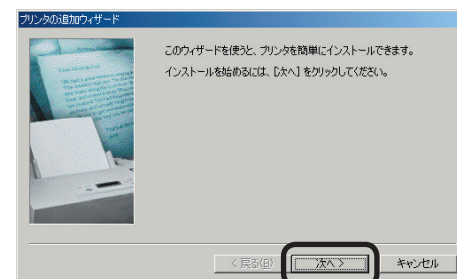 プリンタの追加ウィザード
このウィザードを使うと、プリンタを簡単にインストールできます。
インストールを始めるには、[次へ] をクリックしてください。
< 戻る(B)
次へ >
キャンセル